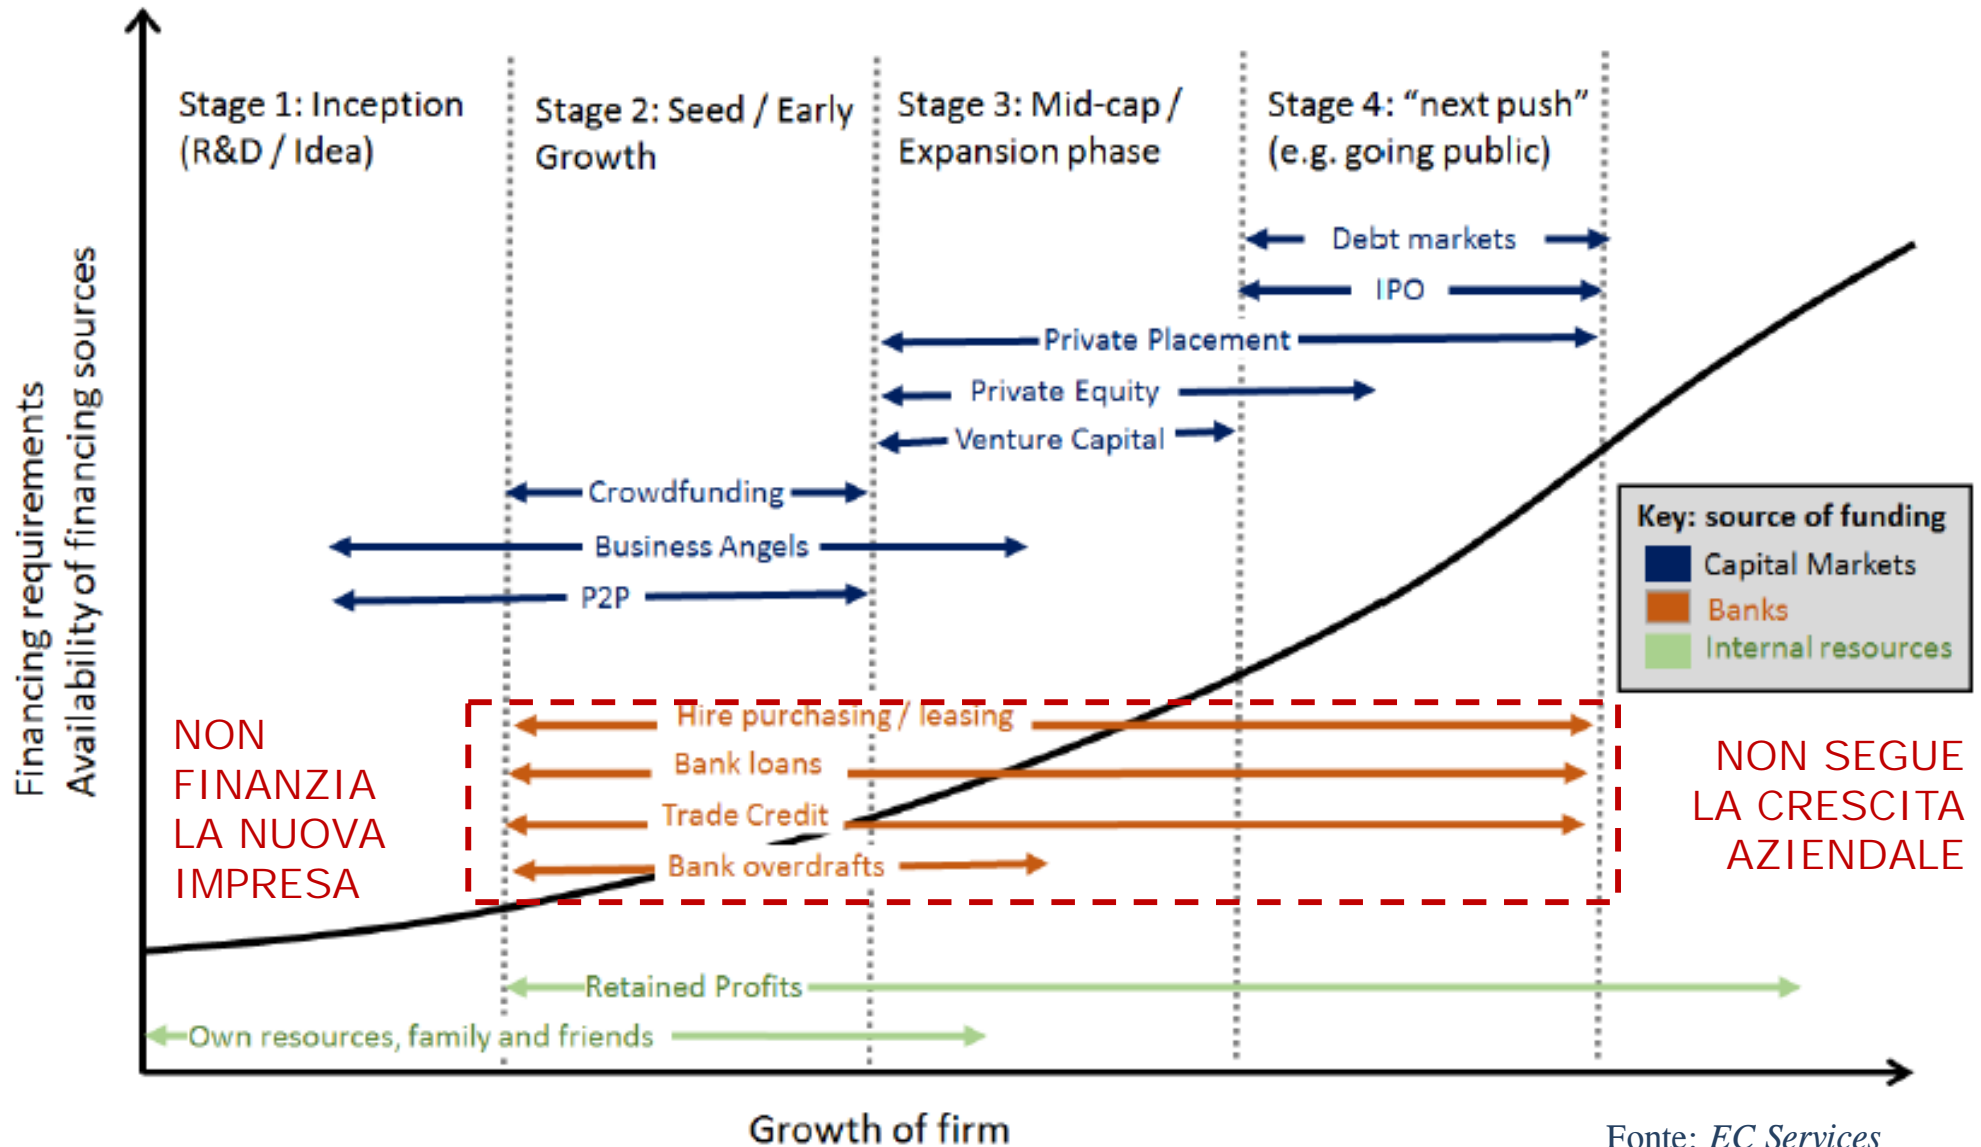 Stage 1: Inception
(R&D / Idea)
Stage 2: Seed / Early
Growth
Stage 3: Mid-cap /
Expansion phase
Stage 4: “next push”
(e.g. going public)
Financing requirements
Availability of financing sources
Debt markets
IPO
Private Placement
Private Equity
Venture Capital
Crowdfunding
Business Angels
P2P
Key: source of funding
Capital Markets
Banks
Internal resources
NON
FINANZIA
LA NUOVA
IMPRESA
Hire purchasing / leasing
Bank loans
Trade Credit
Bank overdrafts
NON SEGUE
LA CRESCITA
AZIENDALE
Retained Profits
Own resources, family and friends
Growth of firm
Fonte: EC Services